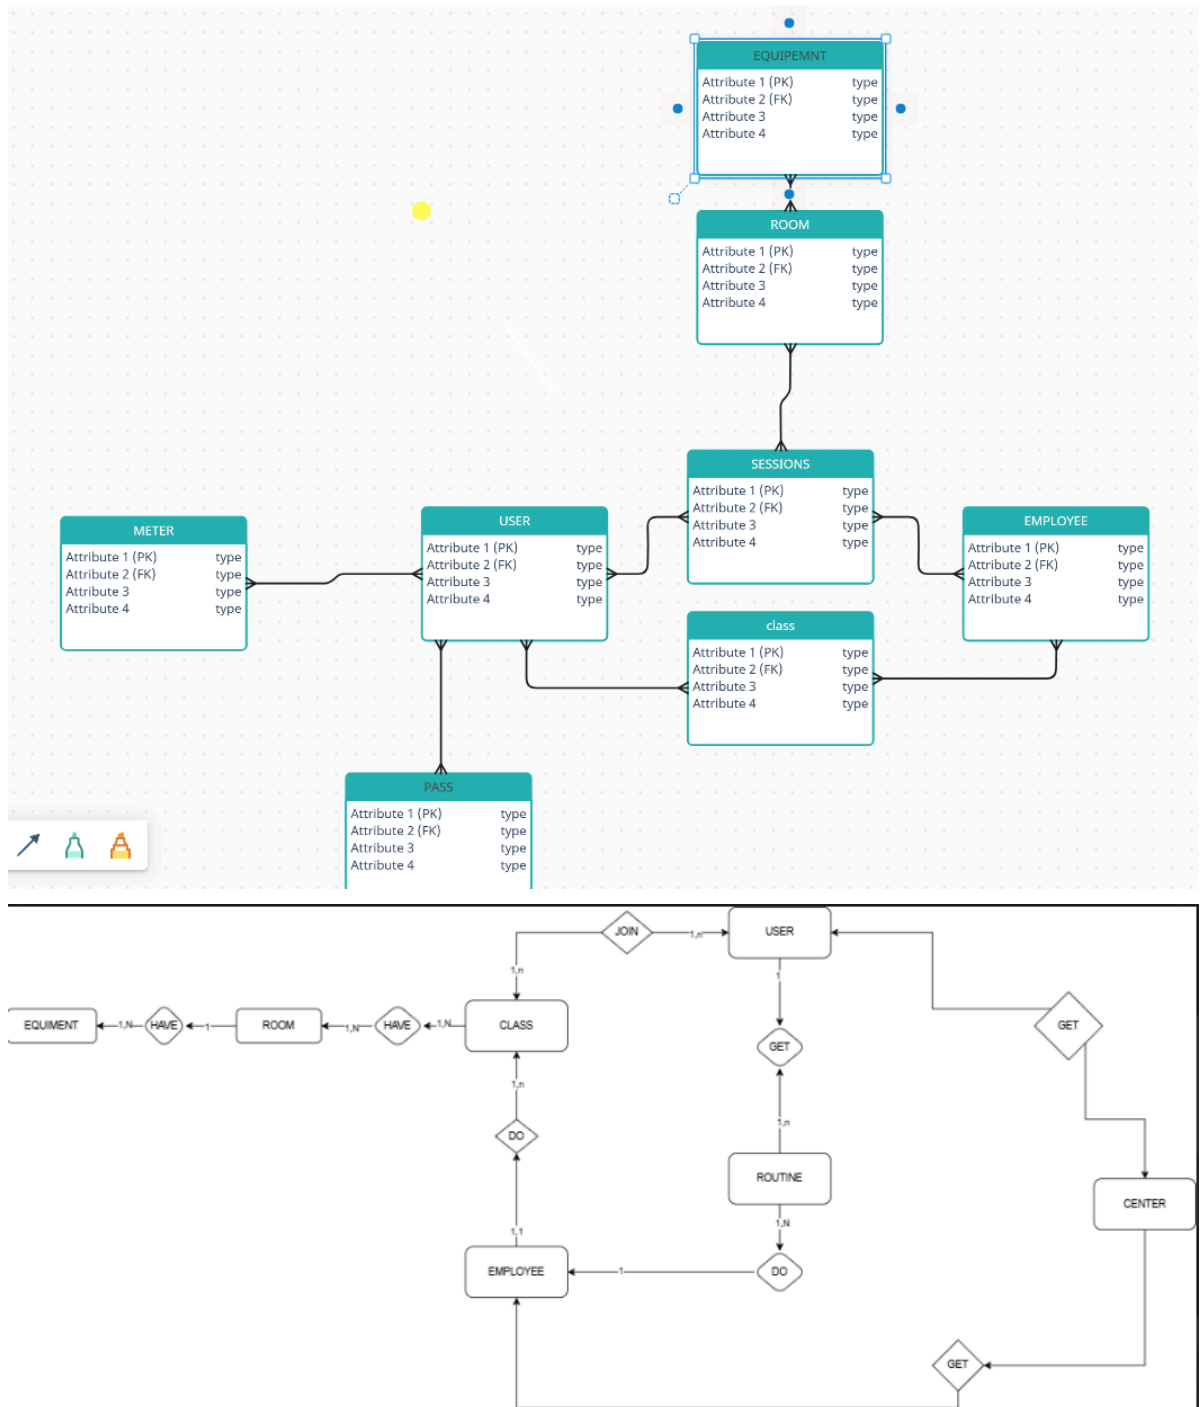 EQUIPEMNT
Attribute 1 (PK) type
Attribute 2 (FK) type
Attribute 3 type
Attribute 4 type
ROOM
Attribute 1 (PK) type
Attribute 2 (FK) type
Attribute 3 type
Attribute 4 type
SESSIONS
Attribute 1 (PK) type
Attribute 2 (FK) type
Attribute 3 type
Attribute 4 type
METER
Attribute 1 (PK) type
Attribute 2 (FK) type
Attribute 3 type
Attribute 4 type
USER
Attribute 1 (PK) type
Attribute 2 (FK) type
Attribute 3 type
Attribute 4 type
EMPLOYEE
Attribute 1 (PK) type
Attribute 2 (FK) type
Attribute 3 type
Attribute 4 type
class
Attribute 1 (PK) type
Attribute 2 (FK) type
Attribute 3 type
Attribute 4 type
PASS
Attribute 1 (PK) type
Attribute 2 (FK) type
Attribute 3 type
Attribute 4 type
JOIN 1,n USER
1,n
1
EQUIMENT 1,N HAVE 1 ROOM 1,N HAVE 1,N CLASS
GET
GET
1,n
1,n
DO
ROUTINE
CENTER
1,N
1,1
EMPLOYEE 1 DO
GET